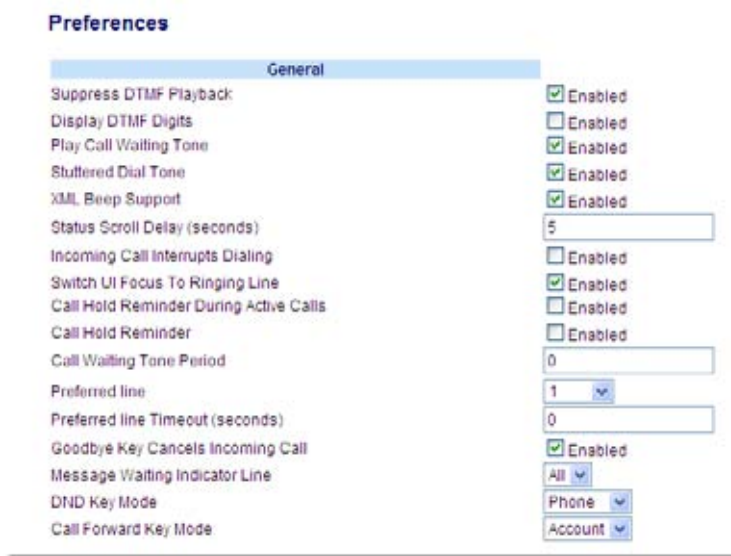 Preferences
General
Suppress DTMF Playback Enabled
Display DTMF Digits Enabled
Play Call Waiting Tone Enabled
Stuttered Dial Tone Enabled
XML Beep Support Enabled
Status Scroll Delay (seconds) 5
Incoming Call Interrupts Dialing Enabled
Switch UI Focus To Ringing Line Enabled
Call Hold Reminder During Active Calls Enabled
Call Hold Reminder Enabled
Call Waiting Tone Period 0
Preferred line 1
Preferred line Timeout (seconds) 0
Goodbye Key Cancels Incoming Call Enabled
Message Waiting Indicator Line All
DND Key Mode Phone
Call Forward Key Mode Account